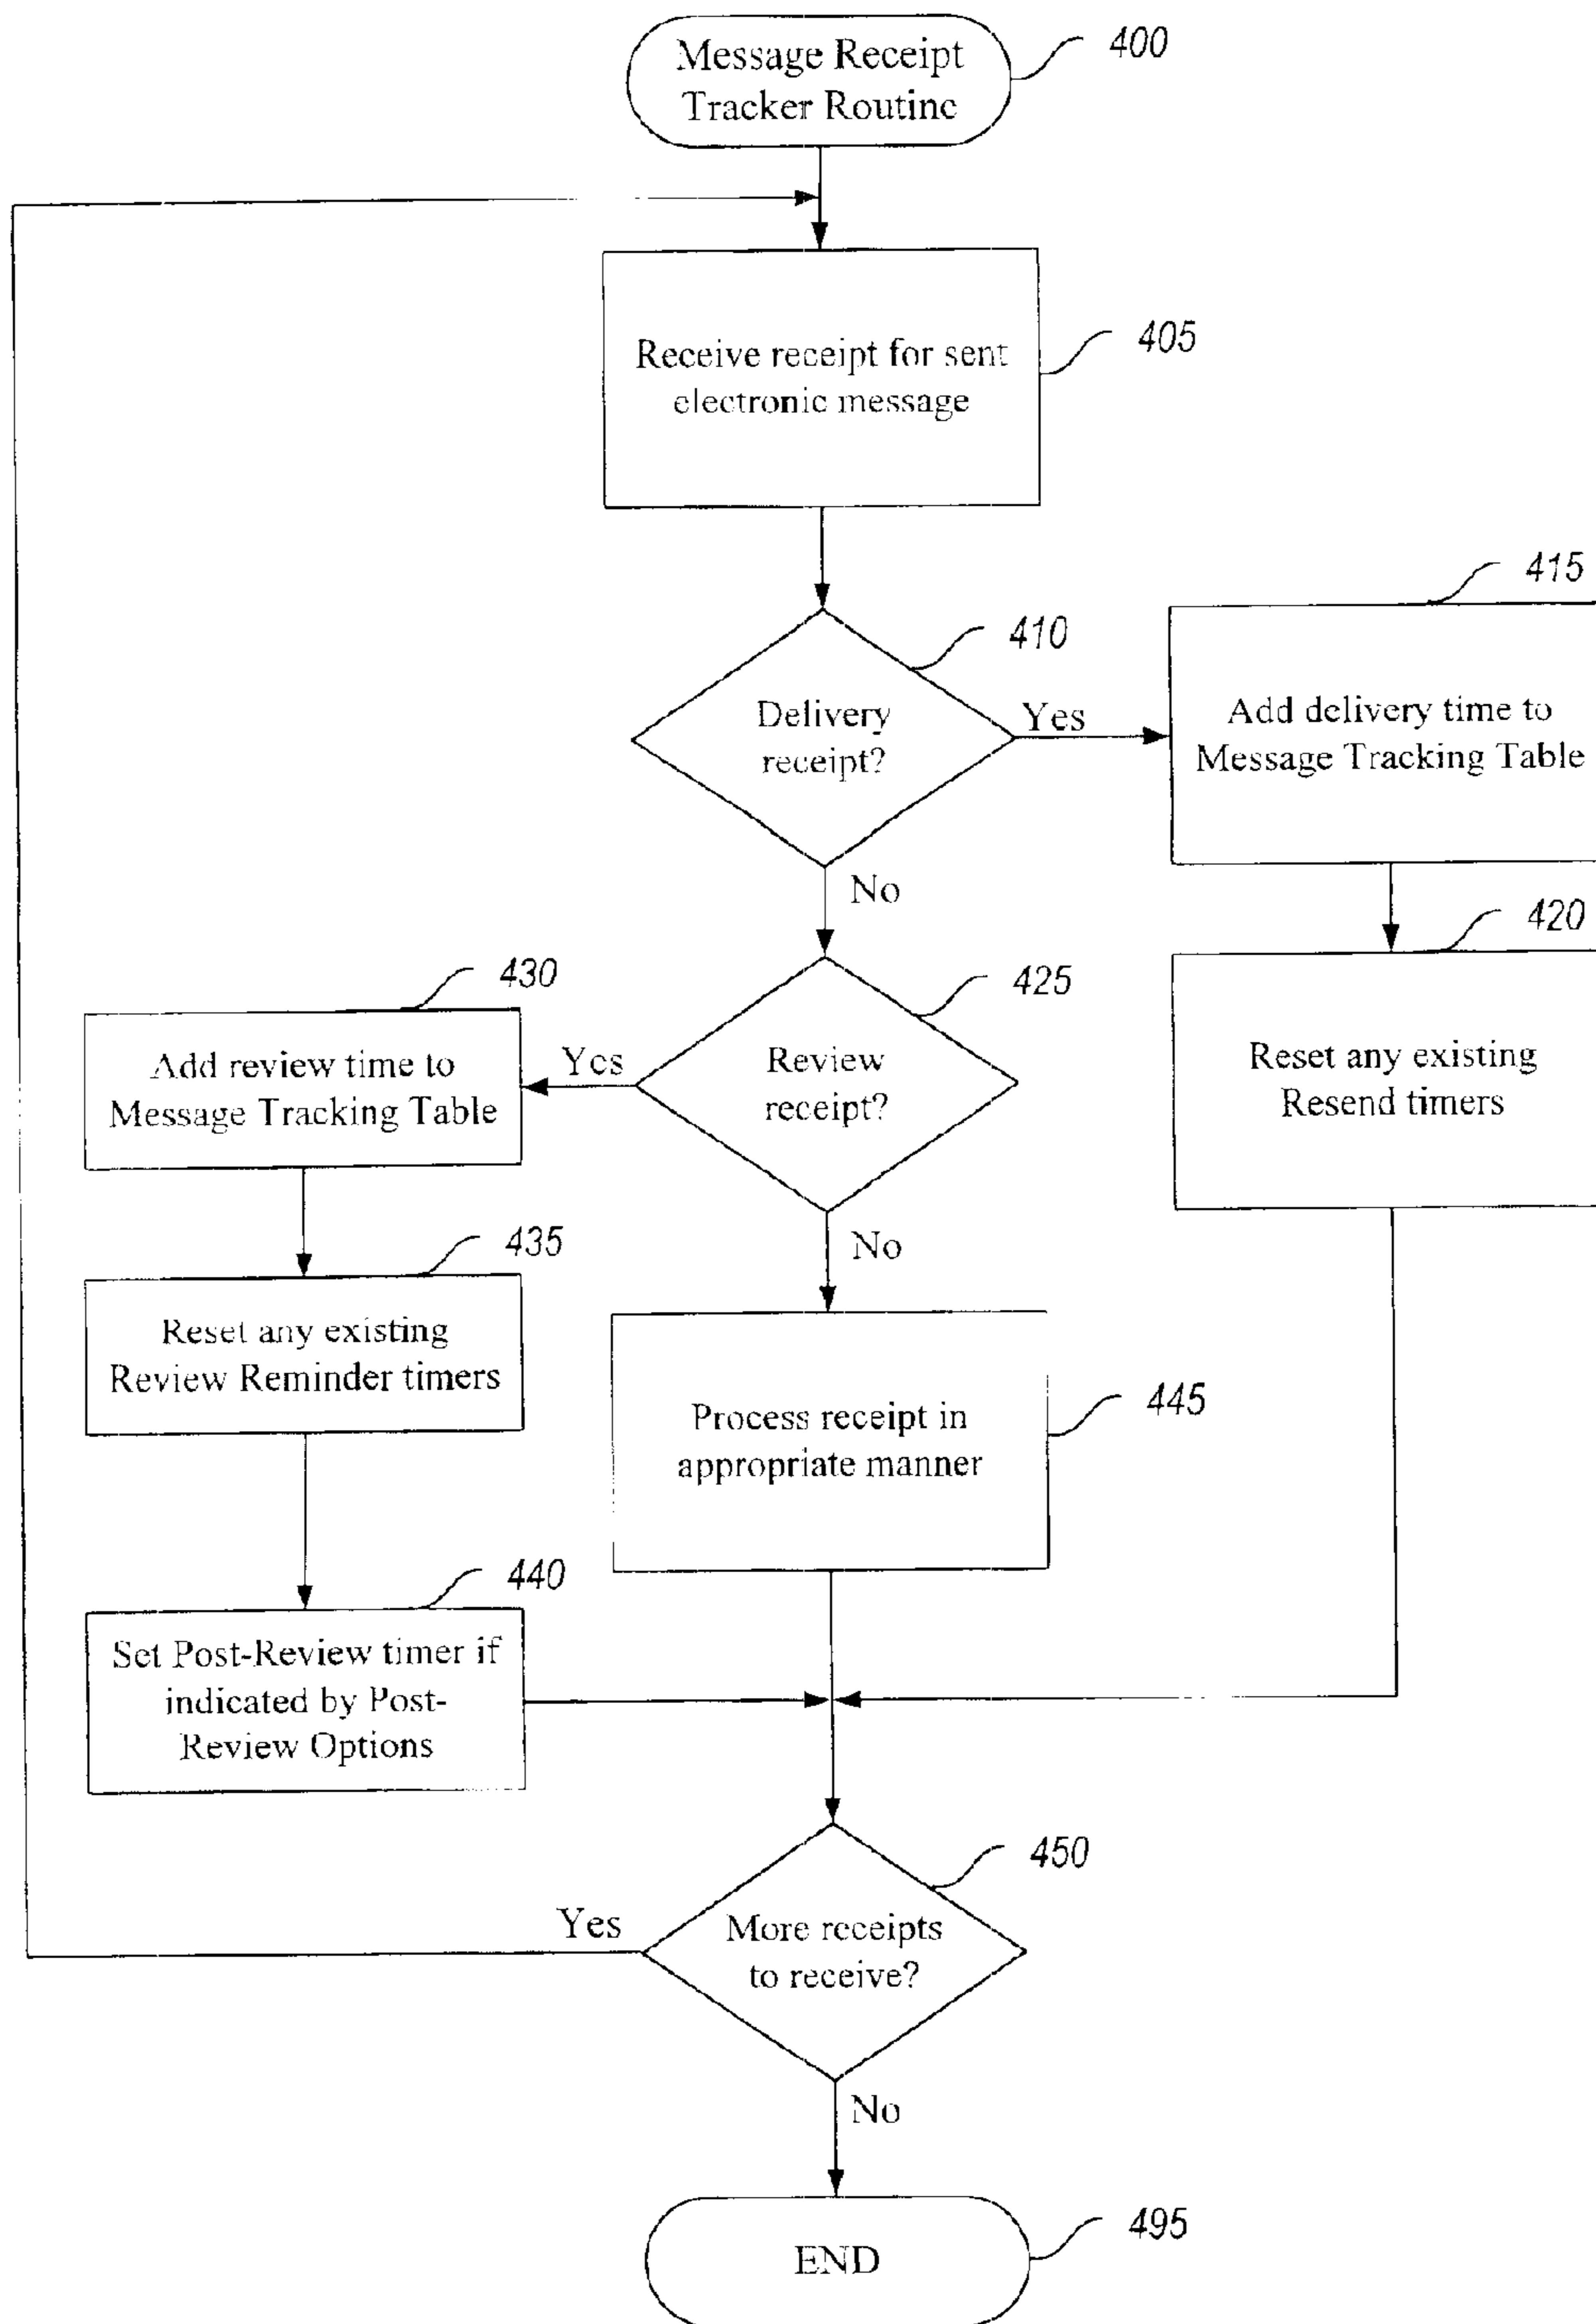 Message Receipt
Tracker Routine
400
Receive receipt for sent
electronic message
405
Delivery
receipt?
410
Yes
Add delivery time to
Message Tracking Table
415
No
Reset any existing
Resend timers
420
Review
receipt?
425
Yes
Add review time to
Message Tracking Table
430
No
Reset any existing
Review Reminder timers
435
Process receipt in
appropriate manner
445
Set Post-Review timer if
indicated by Post-
Review Options
440
More receipts
to receive?
450
Yes
No
END
495